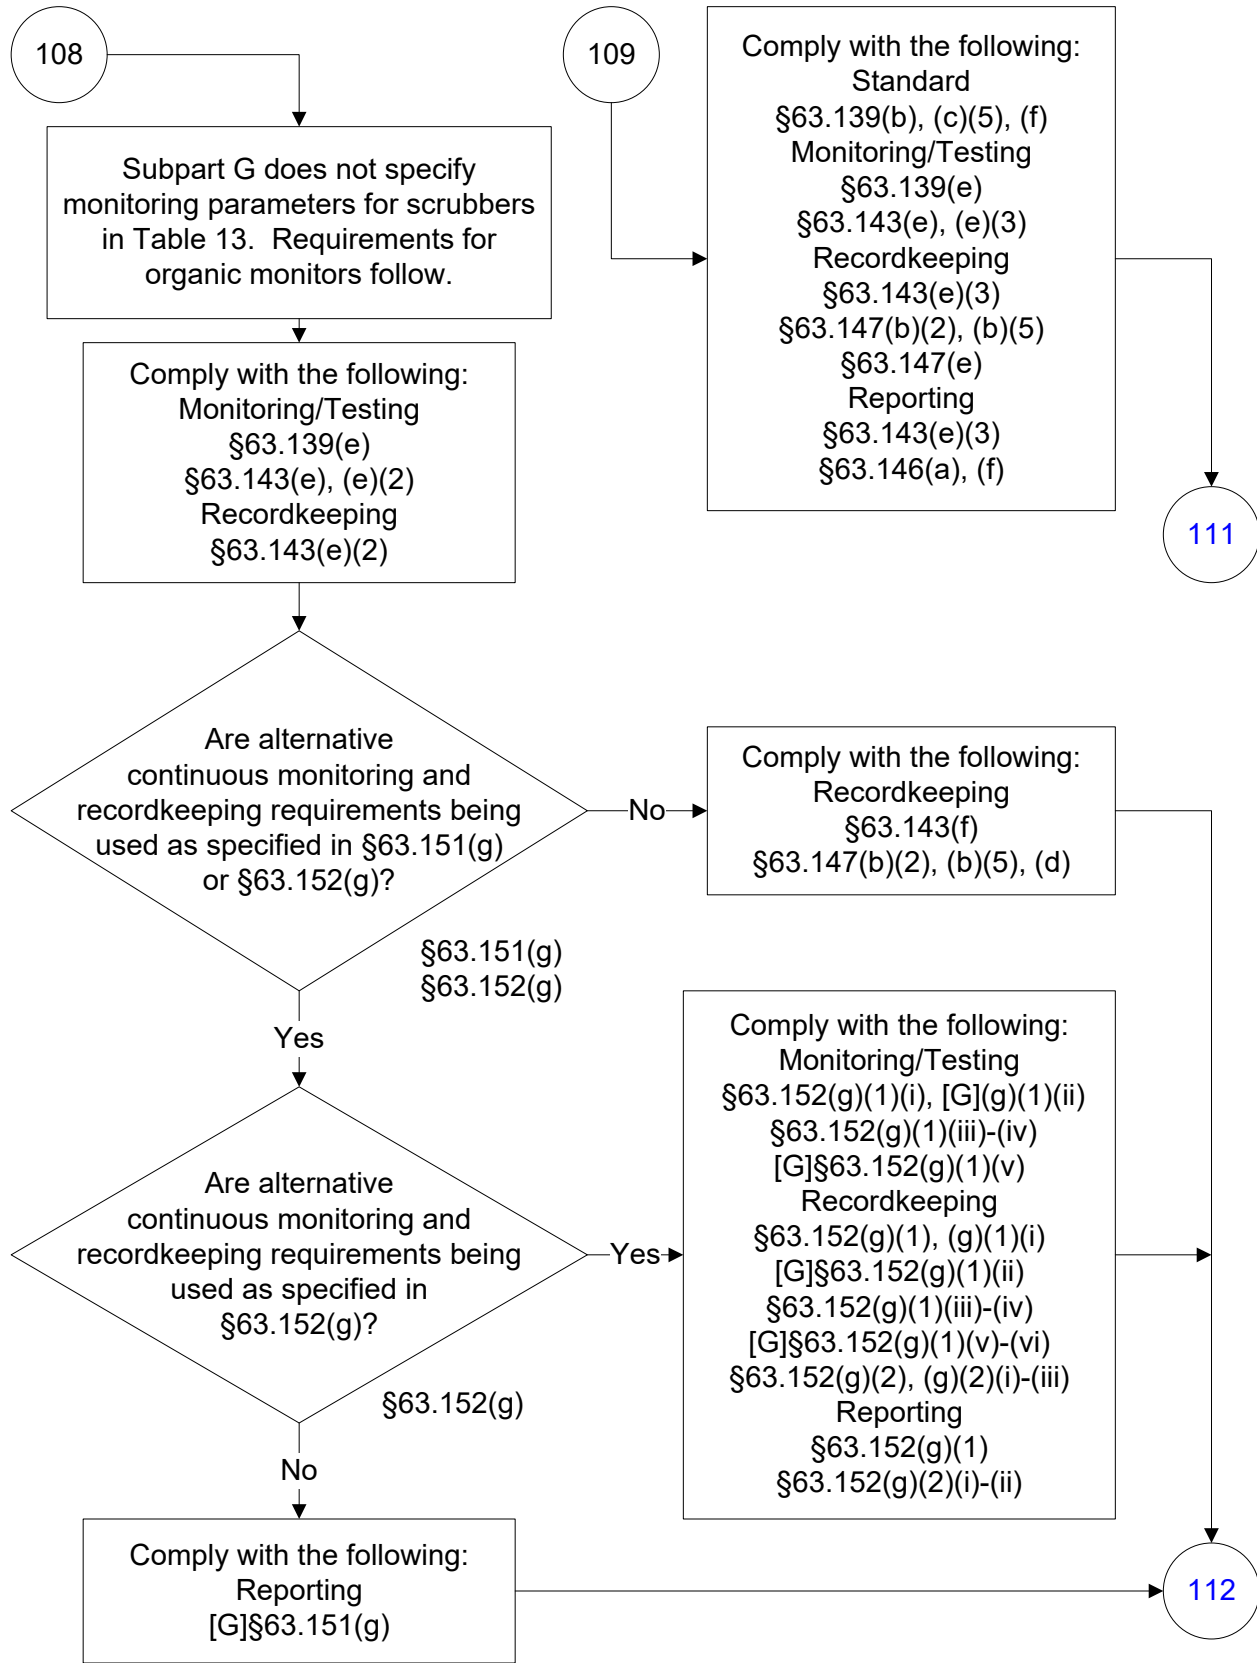 108
Subpart G does not specify
monitoring parameters for scrubbers
in Table 13.  Requirements for
organic monitors follow.
Comply with the following:
Monitoring/Testing
§63.139(e)
§63.143(e), (e)(2)
Recordkeeping
§63.143(e)(2)
109
Comply with the following:
Standard
§63.139(b), (c)(5), (f)
Monitoring/Testing
§63.139(e)
§63.143(e), (e)(3)
Recordkeeping
§63.143(e)(3)
§63.147(b)(2), (b)(5)
§63.147(e)
Reporting
§63.143(e)(3)
§63.146(a), (f)
111
Are alternative
continuous monitoring and
recordkeeping requirements being
used as specified in §63.151(g)
or §63.152(g)?
§63.151(g)
§63.152(g)
No
Comply with the following:
Recordkeeping
§63.143(f)
§63.147(b)(2), (b)(5), (d)
Yes
Are alternative
continuous monitoring and
recordkeeping requirements being
used as specified in
§63.152(g)?
§63.152(g)
Yes
Comply with the following:
Monitoring/Testing
§63.152(g)(1)(i), [G](g)(1)(ii)
§63.152(g)(1)(iii)-(iv)
[G]§63.152(g)(1)(v)
Recordkeeping
§63.152(g)(1), (g)(1)(i)
[G]§63.152(g)(1)(ii)
§63.152(g)(1)(iii)-(iv)
[G]§63.152(g)(1)(v)-(vi)
§63.152(g)(2), (g)(2)(i)-(iii)
Reporting
§63.152(g)(1)
§63.152(g)(2)(i)-(ii)
No
Comply with the following:
Reporting
[G]§63.151(g)
112